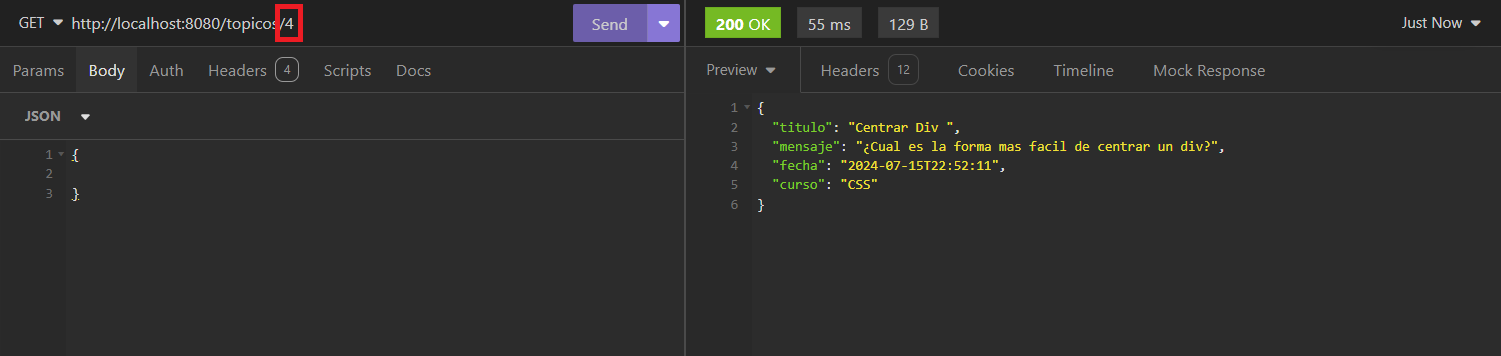 GET http://localhost:8080/topicos/4 Send
200 OK 55 ms 129 B Just Now
Params Body Auth Headers 4 Scripts Docs
Preview Headers 12 Cookies Timeline Mock Response
JSON
1 {
2
3 }
1 {
2 "titulo": "Centrar Div ",
3 "mensaje": "¿Cual es la forma mas facil de centrar un div?",
4 "fecha": "2024-07-15T22:52:11",
5 "curso": "CSS"
6 }